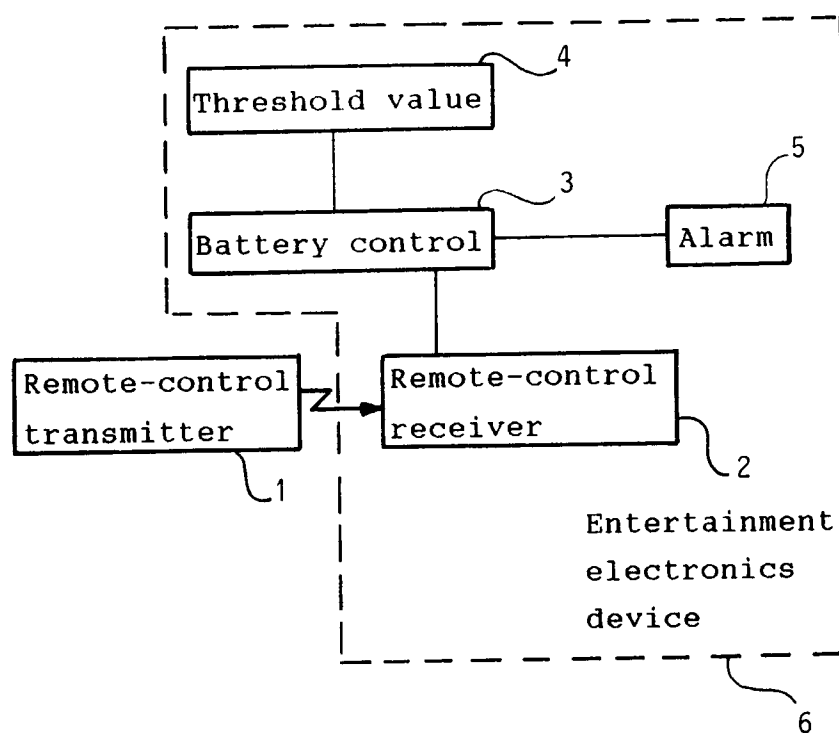 4
Threshold value
3
5
Battery control
Alarm
Remote-control
transmitter
1
Remote-control
receiver
2
Entertainment
electronics
device
6